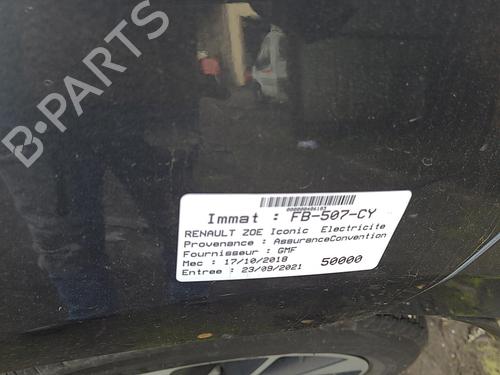 B-PARTS
000000406103
Immat : FB-507-CY
RENAULT ZOE Iconic Electricite
Provenance : AssuranceConvention
Fournisseur : GMF
Mec : 17/10/2018 50000
Entree : 23/09/2021